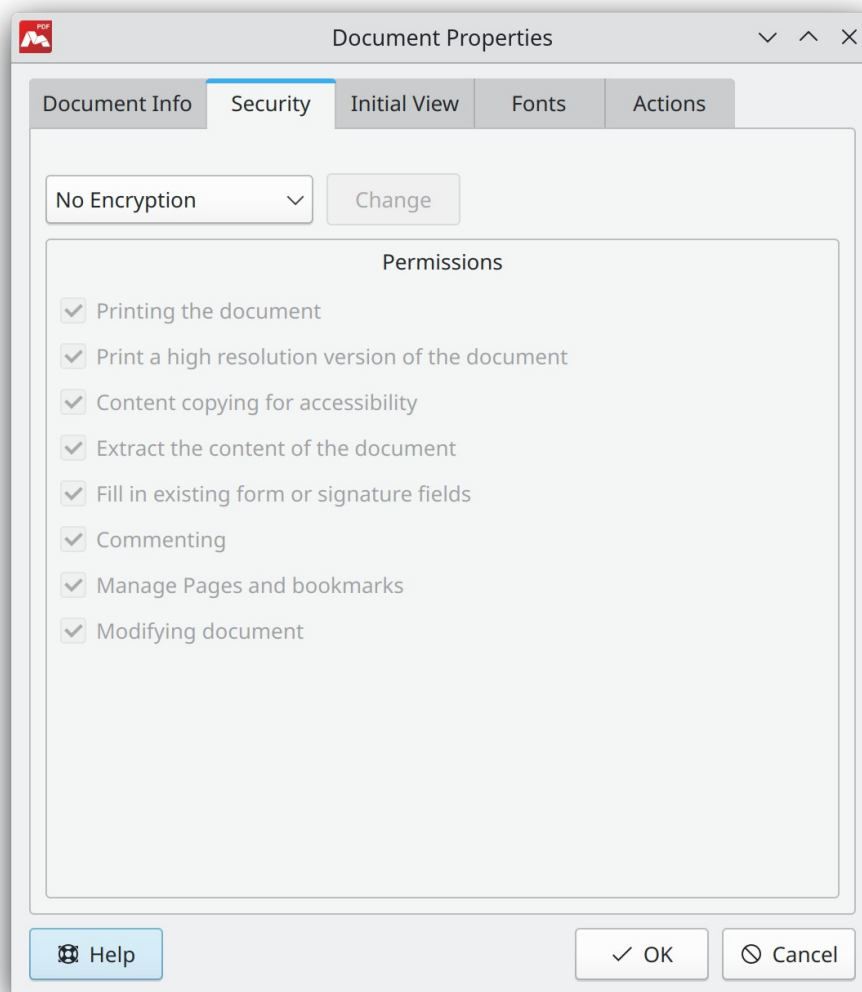 PDF
Document Properties
Document Info Security Initial View Fonts Actions
No Encryption Change
Permissions
Printing the document
Print a high resolution version of the document
Content copying for accessibility
Extract the content of the document
Fill in existing form or signature fields
Commenting
Manage Pages and bookmarks
Modifying document
Help OK Cancel